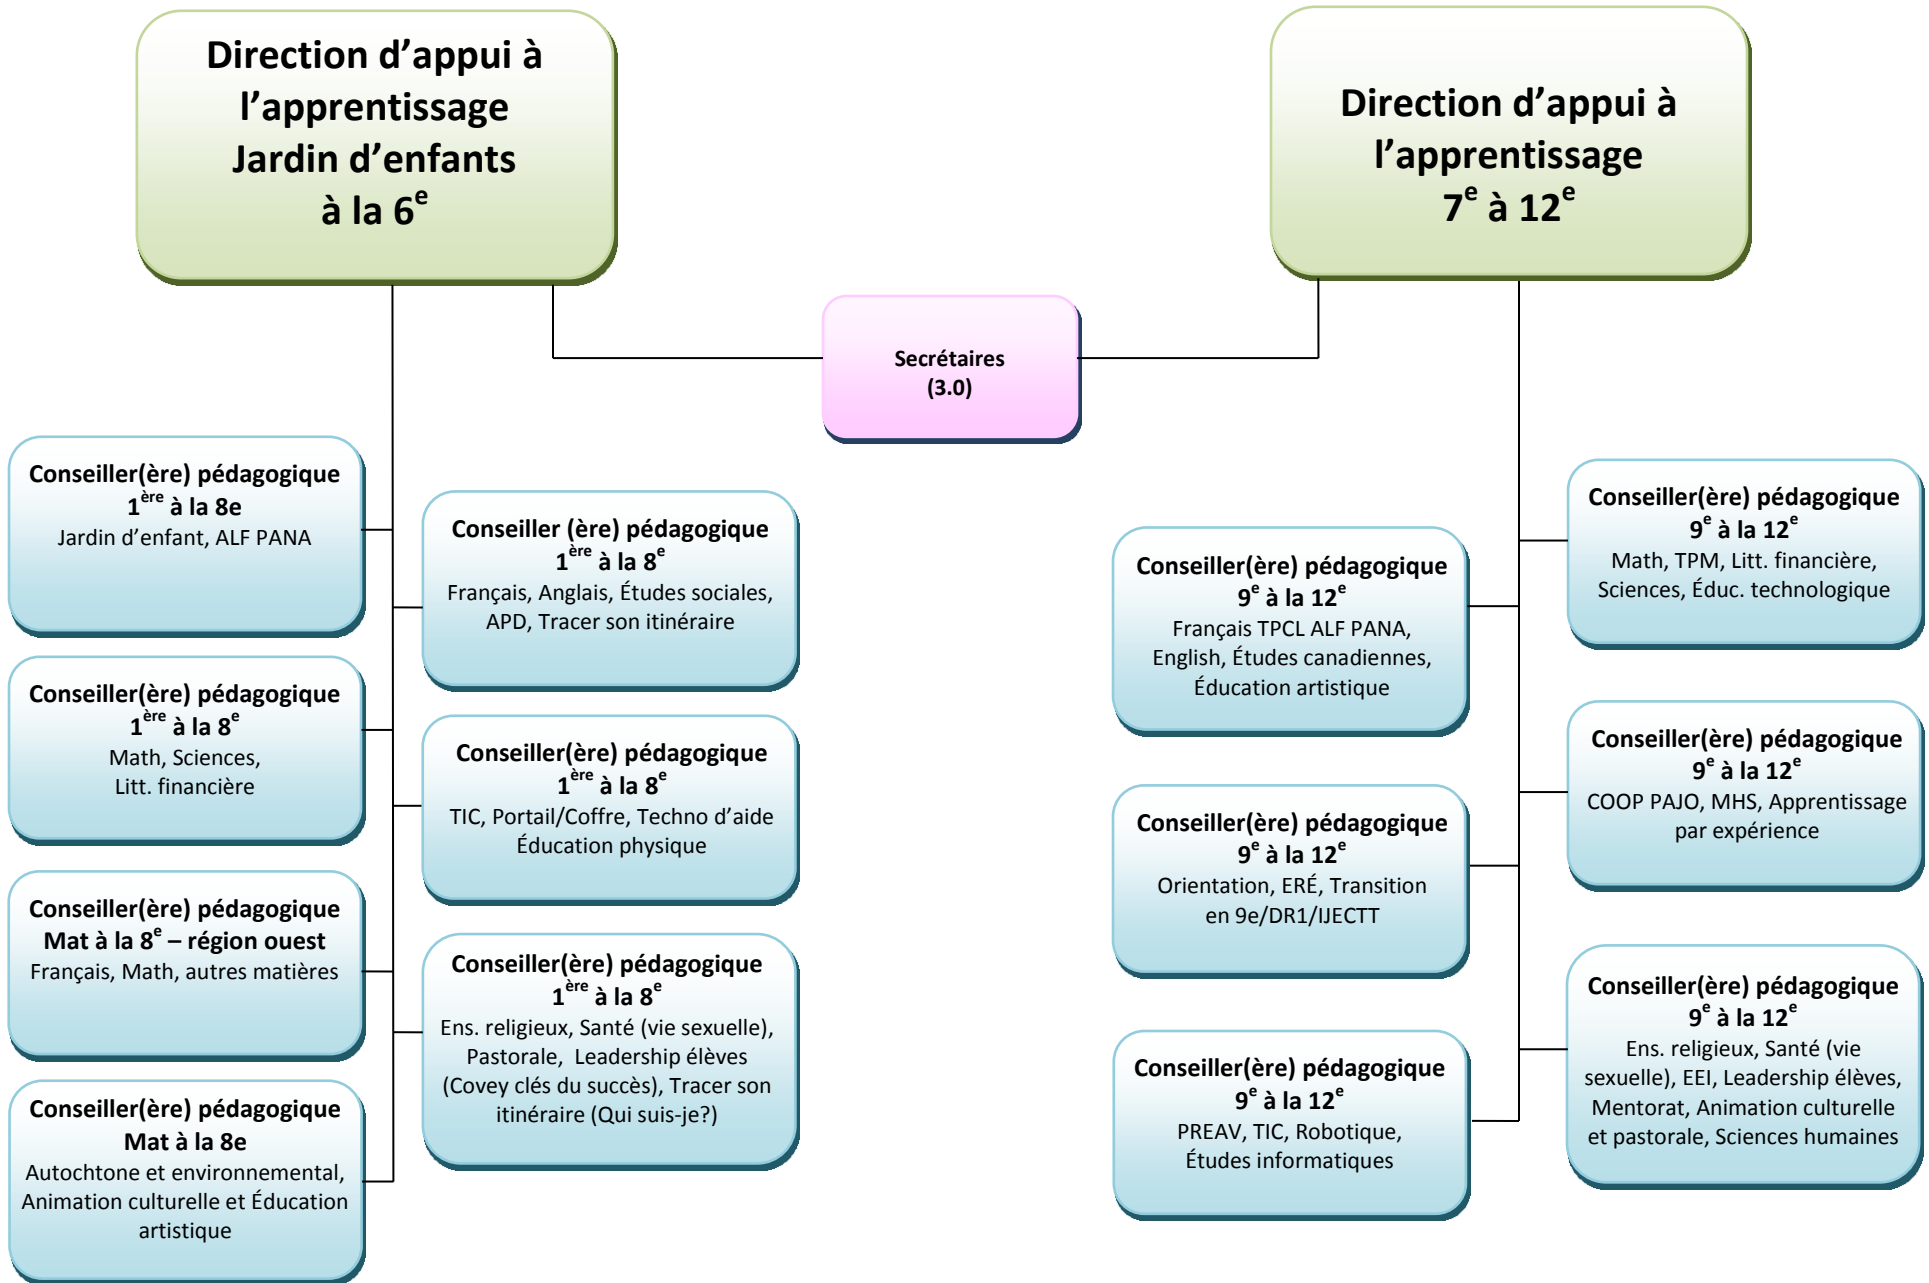 Direction d’appui à
l’apprentissage
Jardin d’enfants
à la 6e
Direction d’appui à
l’apprentissage
7e à 12e
Secrétaires
(3.0)
Conseiller(ère) pédagogique
1ère à la 8e
Jardin d’enfant, ALF PANA
Conseiller (ère) pédagogique
1ère à la 8e
Français, Anglais, Études sociales,
APD, Tracer son itinéraire
Conseiller(ère) pédagogique
1ère à la 8e
Math, Sciences,
Litt. financière
Conseiller(ère) pédagogique
1ère à la 8e
TIC, Portail/Coffre, Techno d’aide
Éducation physique
Conseiller(ère) pédagogique
Mat à la 8e – région ouest
Français, Math, autres matières
Conseiller(ère) pédagogique
1ère à la 8e
Ens. religieux, Santé (vie sexuelle),
Pastorale, Leadership élèves
(Covey clés du succès), Tracer son
itinéraire (Qui suis-je?)
Conseiller(ère) pédagogique
Mat à la 8e
Autochtone et environnemental,
Animation culturelle et Éducation
artistique
Conseiller(ère) pédagogique
9e à la 12e
Français TPCL ALF PANA,
English, Études canadiennes,
Éducation artistique
Conseiller(ère) pédagogique
9e à la 12e
Math, TPM, Litt. financière,
Sciences, Éduc. technologique
Conseiller(ère) pédagogique
9e à la 12e
Orientation, ERÉ, Transition
en 9e/DR1/IJECTT
Conseiller(ère) pédagogique
9e à la 12e
COOP PAJO, MHS, Apprentissage
par expérience
Conseiller(ère) pédagogique
9e à la 12e
PREAV, TIC, Robotique,
Études informatiques
Conseiller(ère) pédagogique
9e à la 12e
Ens. religieux, Santé (vie
sexuelle), EEI, Leadership élèves,
Mentorat, Animation culturelle
et pastorale, Sciences humaines